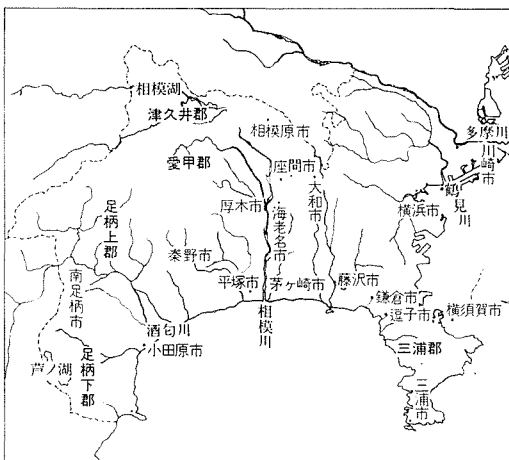 相模湖
津久井郡
相模原市
多摩川
川崎市
愛甲郡
座間市
大和市
鶴見川
横浜市
厚木市
海老名市
足柄上郡
秦野市
南足柄市
平塚市
茅ヶ崎市
藤沢市
鎌倉市
逗子市
横須賀市
酒匂川
相模川
小田原市
三浦郡
芦ノ湖
足柄下郡
三浦市